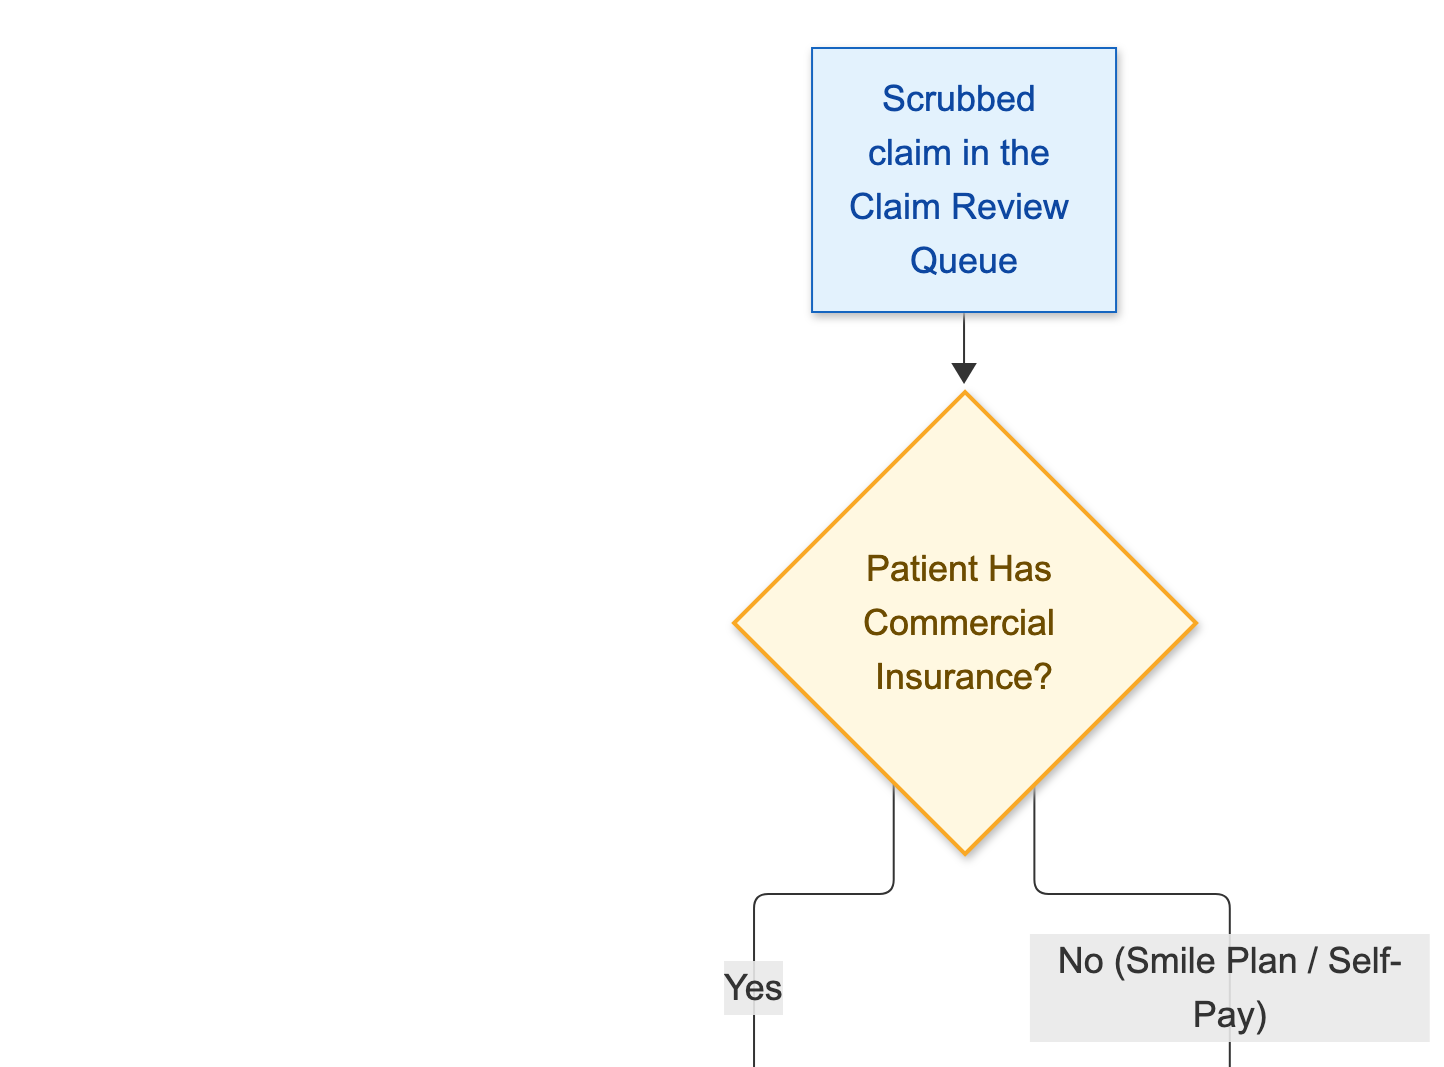 Scrubbed
claim in the
Claim Review
Queue
Patient Has
Commercial
Insurance?
Yes
No (Smile Plan / Self-
Pay)